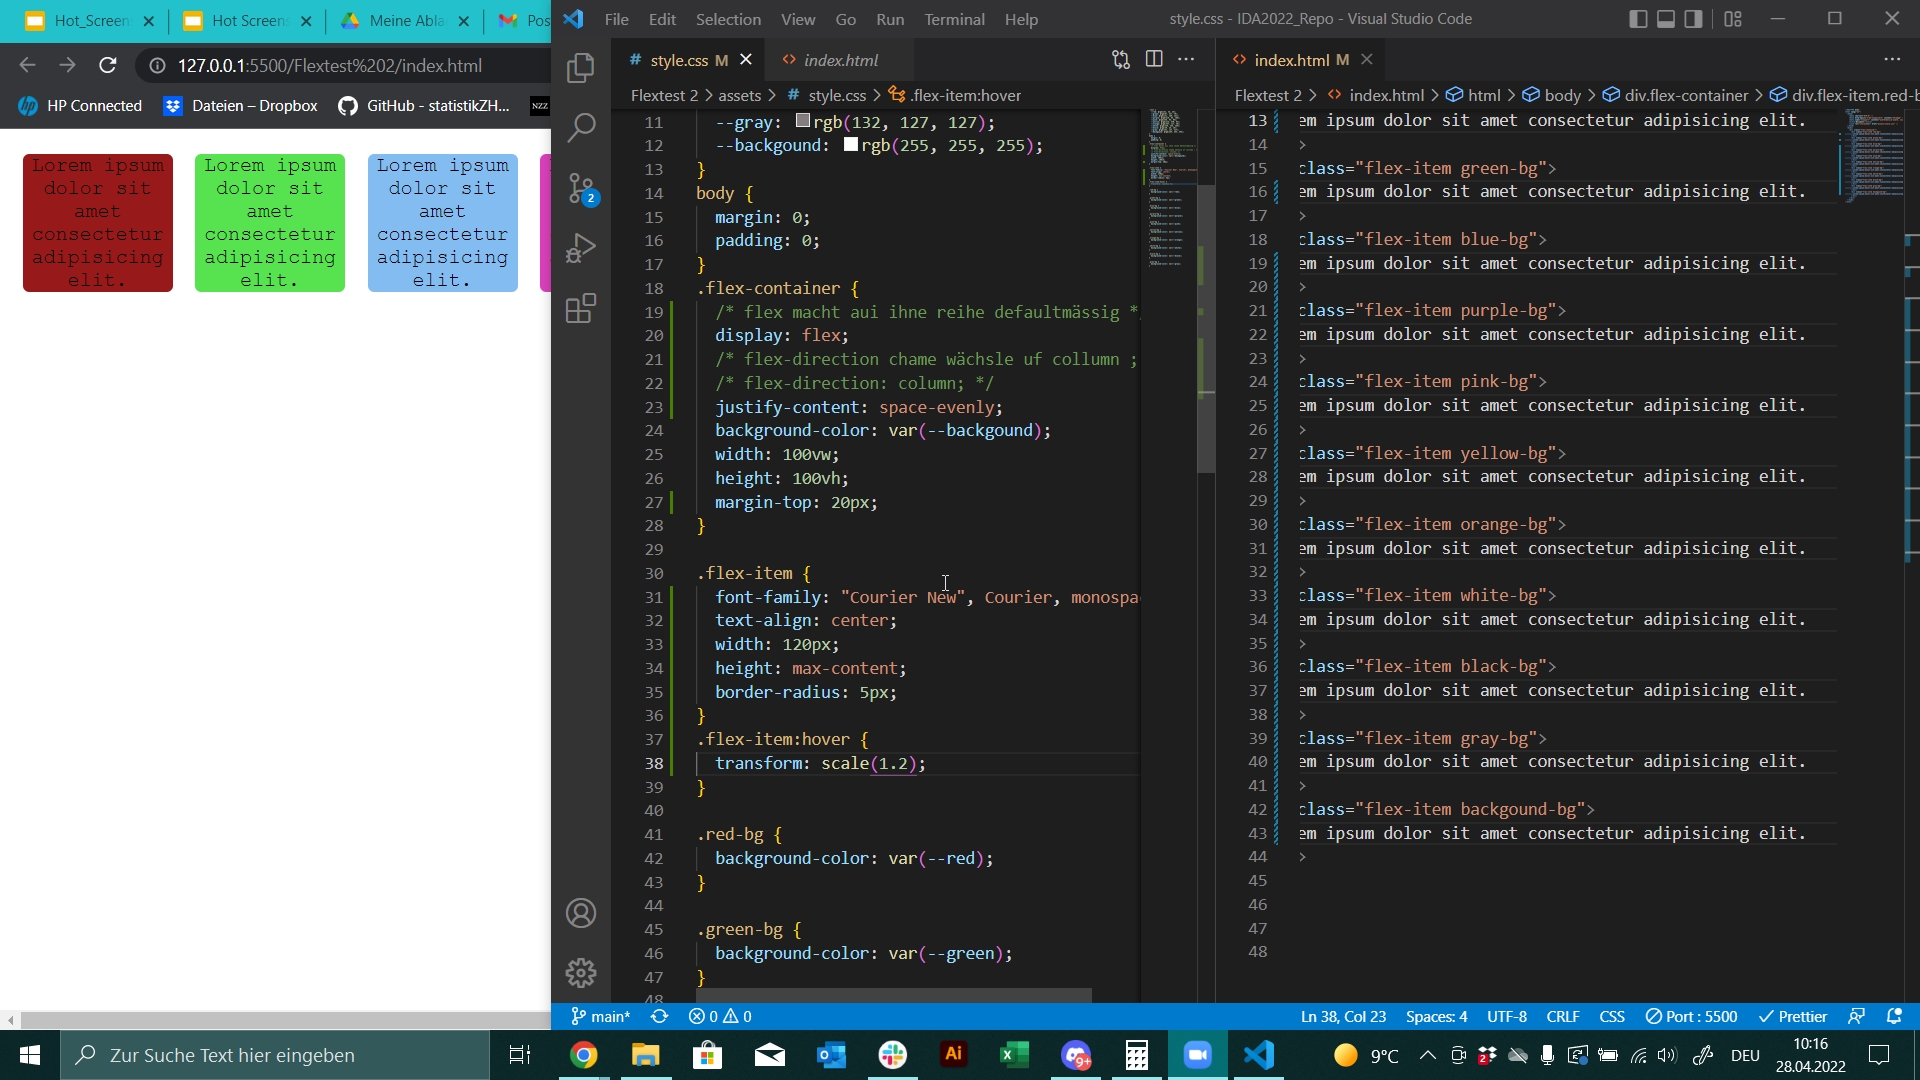 Hot_Screen
Hot Screens
Meine Abla
Pos
127.0.0.1:5500/Flextest%202/index.html
HP Connected
Dateien – Dropbox
GitHub - statistikZH...
NZZ
Lorem ipsum
dolor sit
amet
consectetur
adipisicing
elit.
Lorem ipsum
dolor sit
amet
consectetur
adipisicing
elit.
Lorem ipsum
dolor sit
amet
consectetur
adipisicing
elit.
File Edit Selection View Go Run Terminal Help
style.css - IDA2022_Repo - Visual Studio Code
# style.css M
<> index.html
<> index.html M
Flextest 2 > assets > # style.css > .flex-item:hover
Flextest 2 > <> index.html > html > body > div.flex-container > div.flex-item.red-b
2
11 --gray: rgb(132, 127, 127);
12 --backgound: rgb(255, 255, 255);
13 }
14 body {
15 margin: 0;
16 padding: 0;
17 }
18 .flex-container {
19 /* flex macht aui ihne reihe defaultmässig *
20 display: flex;
21 /* flex-direction chame wächsle uf collumn ;
22 /* flex-direction: column; */
23 justify-content: space-evenly;
24 background-color: var(--backgound);
25 width: 100vw;
26 height: 100vh;
27 margin-top: 20px;
28 }
29
30 .flex-item {
31 font-family: "Courier New", Courier, monospa
32 text-align: center;
33 width: 120px;
34 height: max-content;
35 border-radius: 5px;
36 }
37 .flex-item:hover {
38 transform: scale(1.2);
39 }
40
41 .red-bg {
42 background-color: var(--red);
43 }
44
45 .green-bg {
46 background-color: var(--green);
47 }
48
13 em ipsum dolor sit amet consectetur adipisicing elit.
14 >
15 class="flex-item green-bg">
16 em ipsum dolor sit amet consectetur adipisicing elit.
17 >
18 class="flex-item blue-bg">
19 em ipsum dolor sit amet consectetur adipisicing elit.
20 >
21 class="flex-item purple-bg">
22 em ipsum dolor sit amet consectetur adipisicing elit.
23 >
24 class="flex-item pink-bg">
25 em ipsum dolor sit amet consectetur adipisicing elit.
26 >
27 class="flex-item yellow-bg">
28 em ipsum dolor sit amet consectetur adipisicing elit.
29 >
30 class="flex-item orange-bg">
31 em ipsum dolor sit amet consectetur adipisicing elit.
32 >
33 class="flex-item white-bg">
34 em ipsum dolor sit amet consectetur adipisicing elit.
35 >
36 class="flex-item black-bg">
37 em ipsum dolor sit amet consectetur adipisicing elit.
38 >
39 class="flex-item gray-bg">
40 em ipsum dolor sit amet consectetur adipisicing elit.
41 >
42 class="flex-item backgound-bg">
43 em ipsum dolor sit amet consectetur adipisicing elit.
44 >
45
46
47
48
main* 0 0
Ln 38, Col 23 Spaces: 4 UTF-8 CRLF CSS Port : 5500 Prettier
Zur Suche Text hier eingeben
Ai
9+
9°C
2
DEU
10:16
28.04.2022